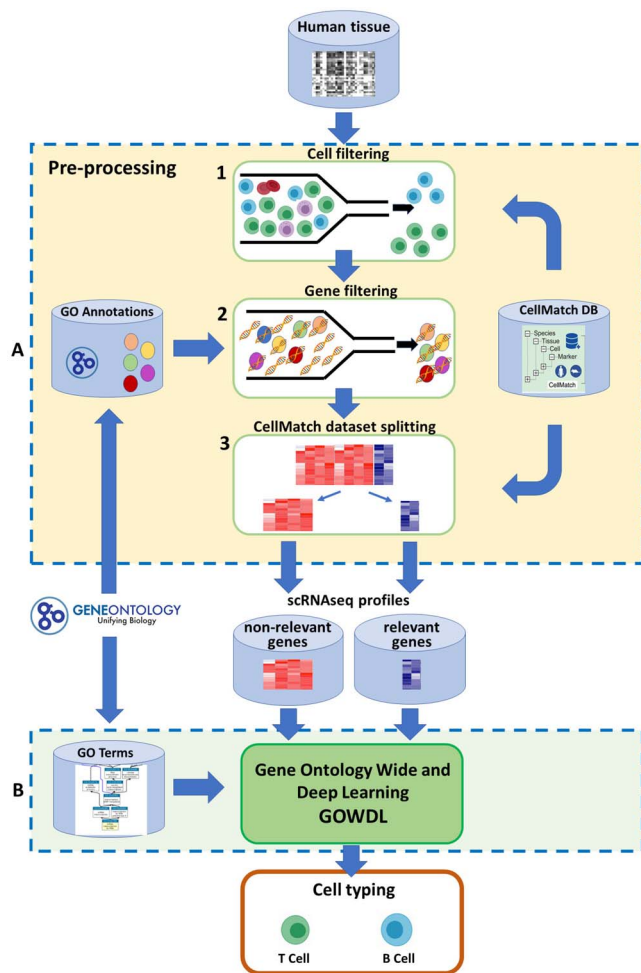 Human tissue
Pre-processing
Cell filtering
1
Gene filtering
2
GO Annotations
A
CellMatch DB
Species
Tissue
Cell
Marker
CellMatch
CellMatch dataset splitting
3
GENEONTOLOGY
Unifying Biology
scRNAseq profiles
non-relevant
genes
relevant
genes
GO Terms
B
Gene Ontology Wide and
Deep Learning
GOWDL
Cell typing
T Cell
B Cell